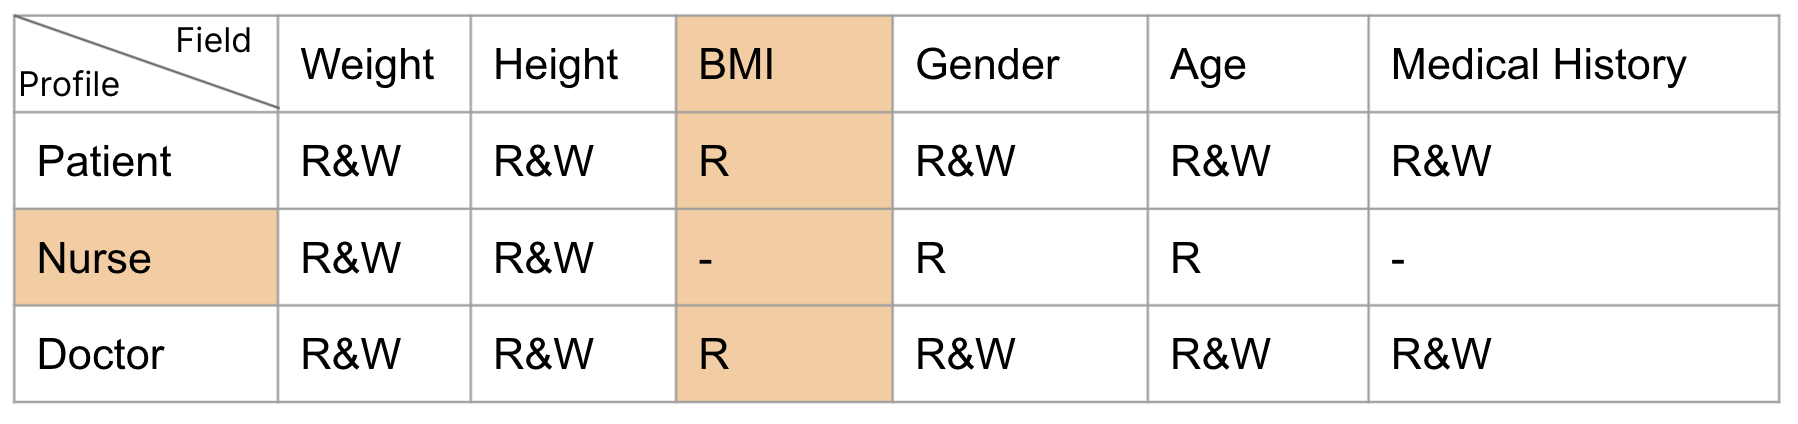 Field
Profile
Weight Height BMI Gender Age Medical History
Patient R&W R&W R R&W R&W R&W
Nurse R&W R&W - R R -
Doctor R&W R&W R R&W R&W R&W